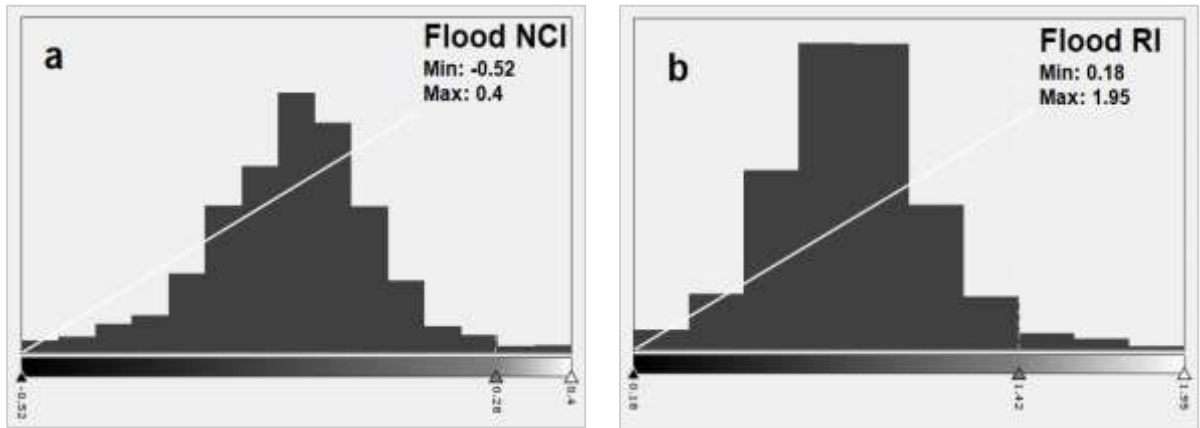 a
Flood NCI
Min: -0.52
Max: 0.4
-0.52
0.28
0.4
b
Flood RI
Min: 0.18
Max: 1.95
0.18
1.42
1.95